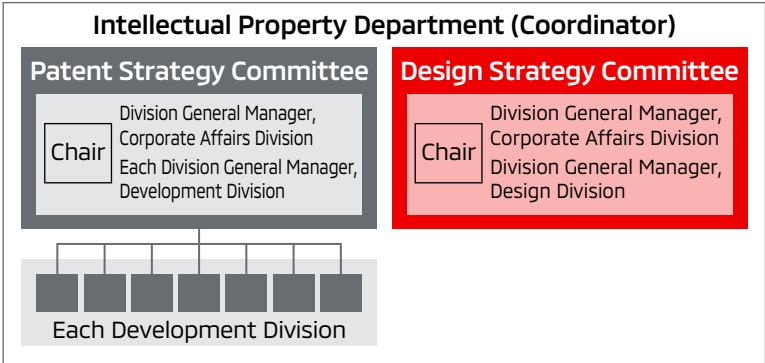 Intellectual Property Department (Coordinator)
Patent Strategy Committee
Chair
Division General Manager,
Corporate Affairs Division
Each Division General Manager,
Development Division
Each Development Division
Design Strategy Committee
Chair
Division General Manager,
Corporate Affairs Division
Division General Manager,
Design Division